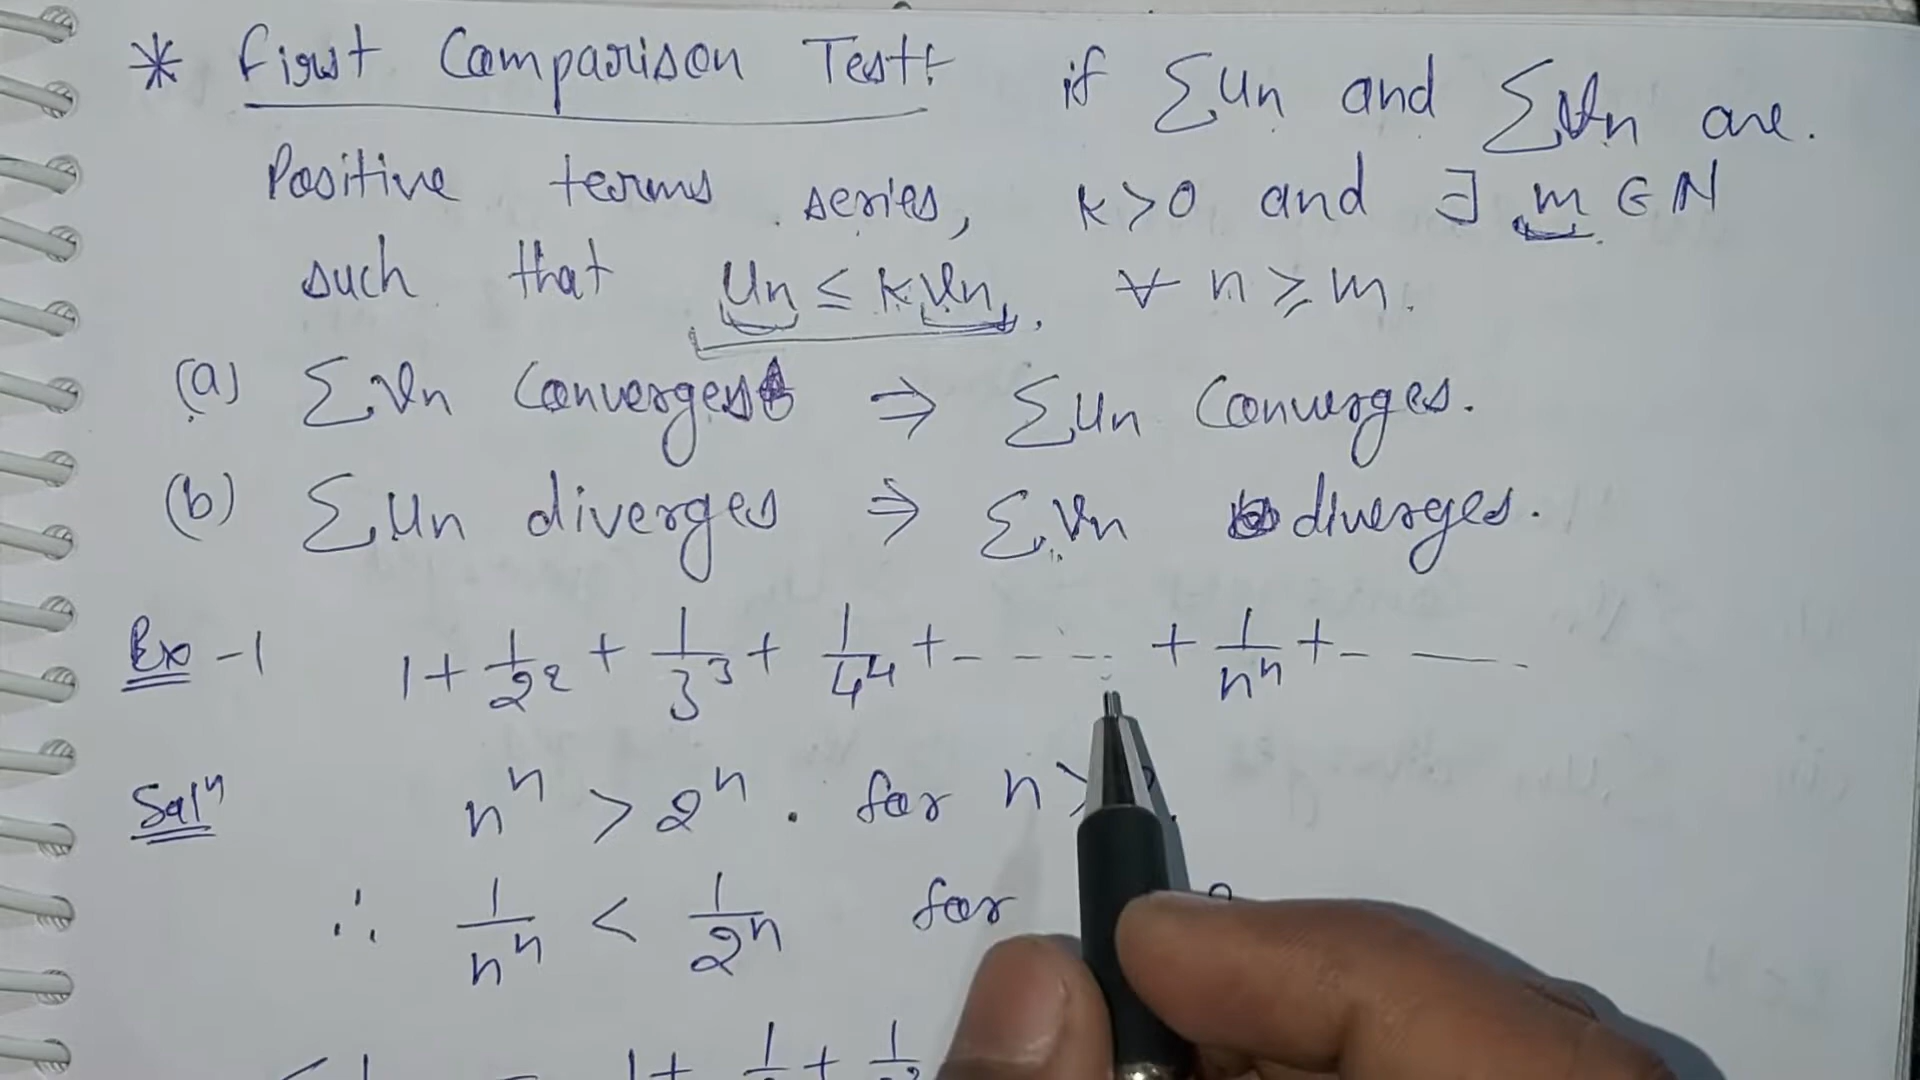 * First Comparison Test: if ∑un and ∑vn are.
Positive terms series, k>0 and ∃ m ∈ N
such that un ≤ kvn, ∀ n ≥ m.
(a) ∑vn Converges ⇒ ∑un Converges.
(b) ∑un diverges ⇒ ∑vn diverges.
Ex-1 1 + 1/2² + 1/3³ + 1/4⁴ + - - - - + 1/nⁿ + - — —
Solⁿ nⁿ > 2ⁿ. for n >
∴ 1/nⁿ < 1/2ⁿ for